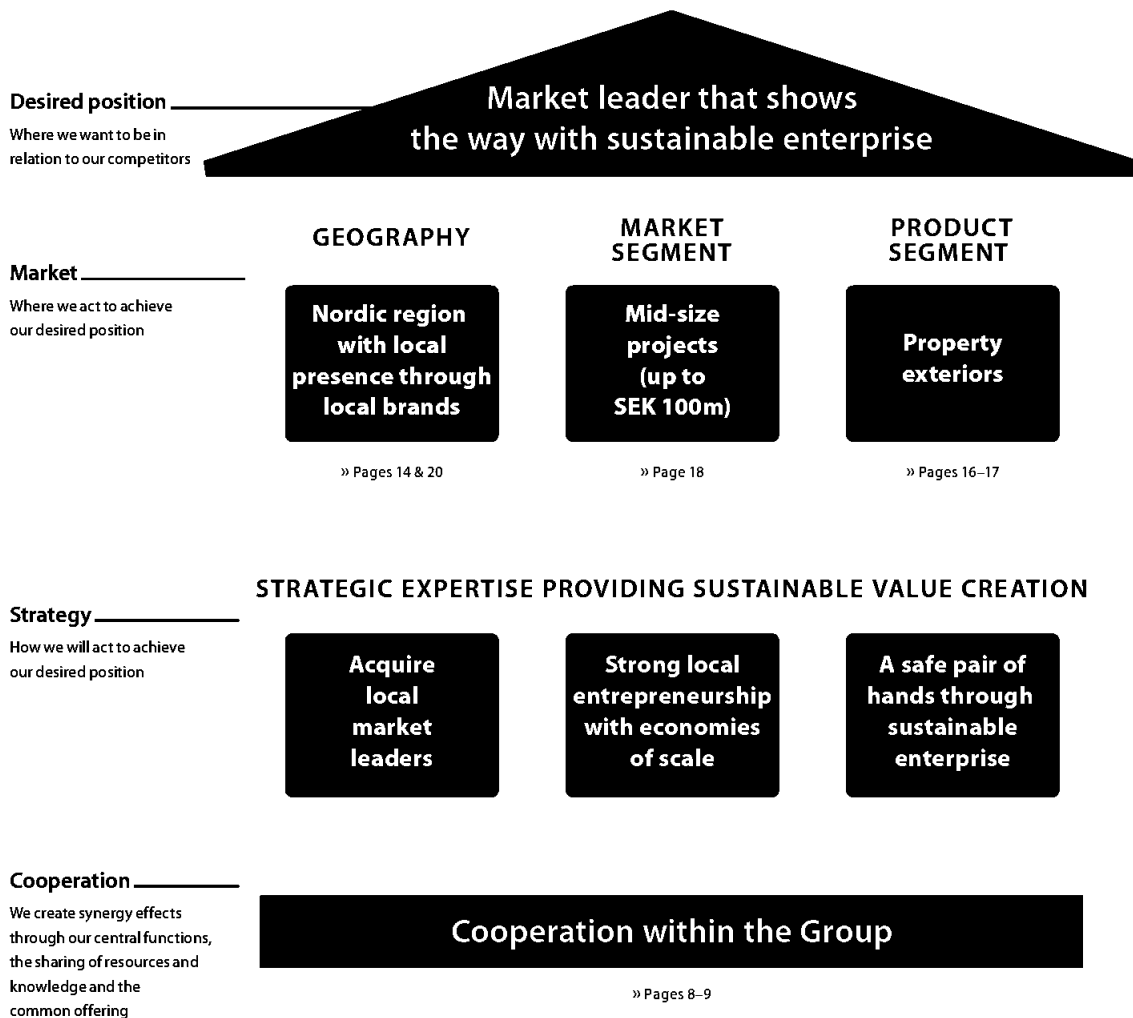 Desired position
Where we want to be in
relation to our competitors
Market leader that shows
the way with sustainable enterprise
Market
Where we act to achieve
our desired position
GEOGRAPHY
Nordic region
with local
presence through
local brands
» Pages 14 & 20
MARKET
SEGMENT
Mid-size
projects
(up to
SEK 100m)
» Page 18
PRODUCT
SEGMENT
Property
exteriors
» Pages 16–17
Strategy
How we will act to achieve
our desired position
STRATEGIC EXPERTISE PROVIDING SUSTAINABLE VALUE CREATION
Acquire
local
market
leaders
Strong local
entrepreneurship
with economies
of scale
A safe pair of
hands through
sustainable
enterprise
Cooperation
We create synergy effects
through our central functions,
the sharing of resources and
knowledge and the
common offering
Cooperation within the Group
» Pages 8–9